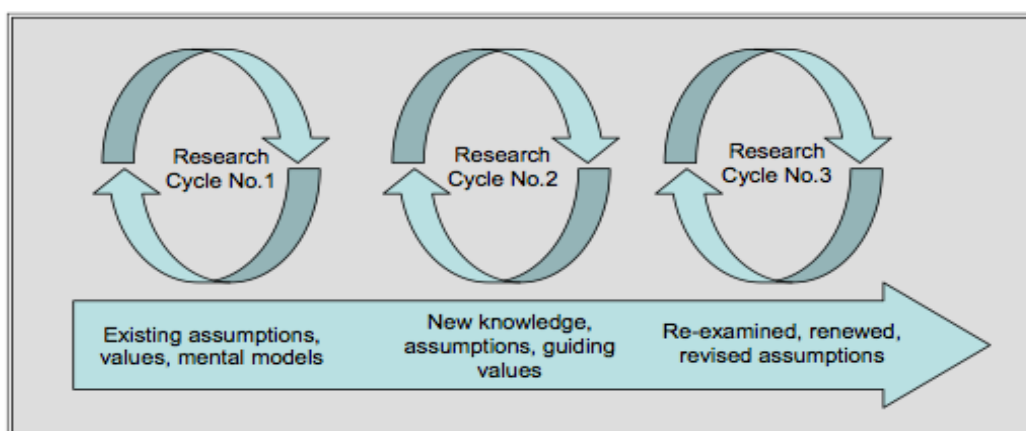 Research
Cycle No.1
Research
Cycle No.2
Research
Cycle No.3
Existing assumptions,
values, mental models
New knowledge,
assumptions, guiding
values
Re-examined, renewed,
revised assumptions